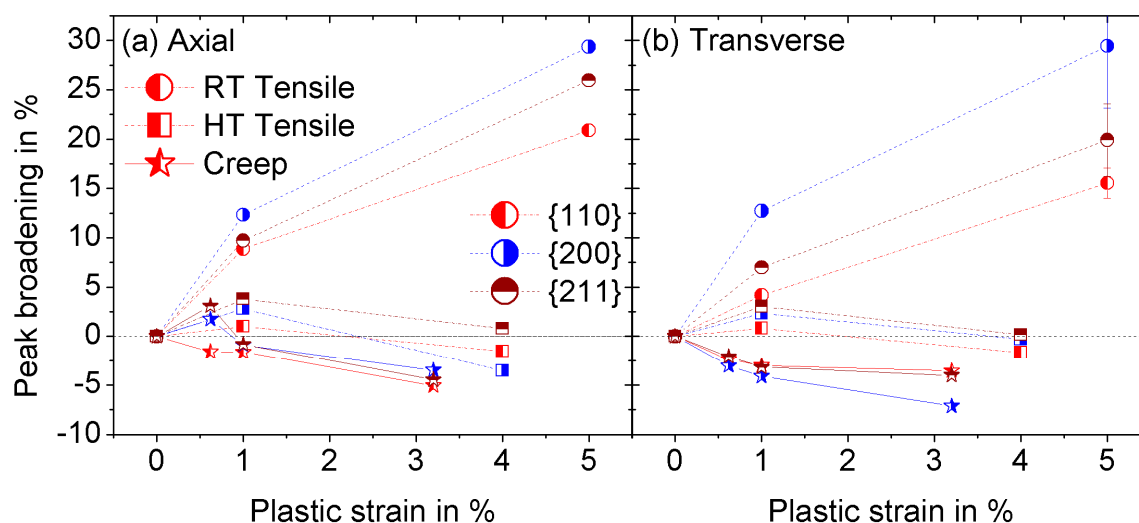 (a) Axial
(b) Transverse
RT Tensile
HT Tensile
Creep
{110}
{200}
{211}
Peak broadening in %
30
25
20
15
10
5
0
-5
-10
0 1 2 3 4 5
0 1 2 3 4 5
Plastic strain in %
Plastic strain in %